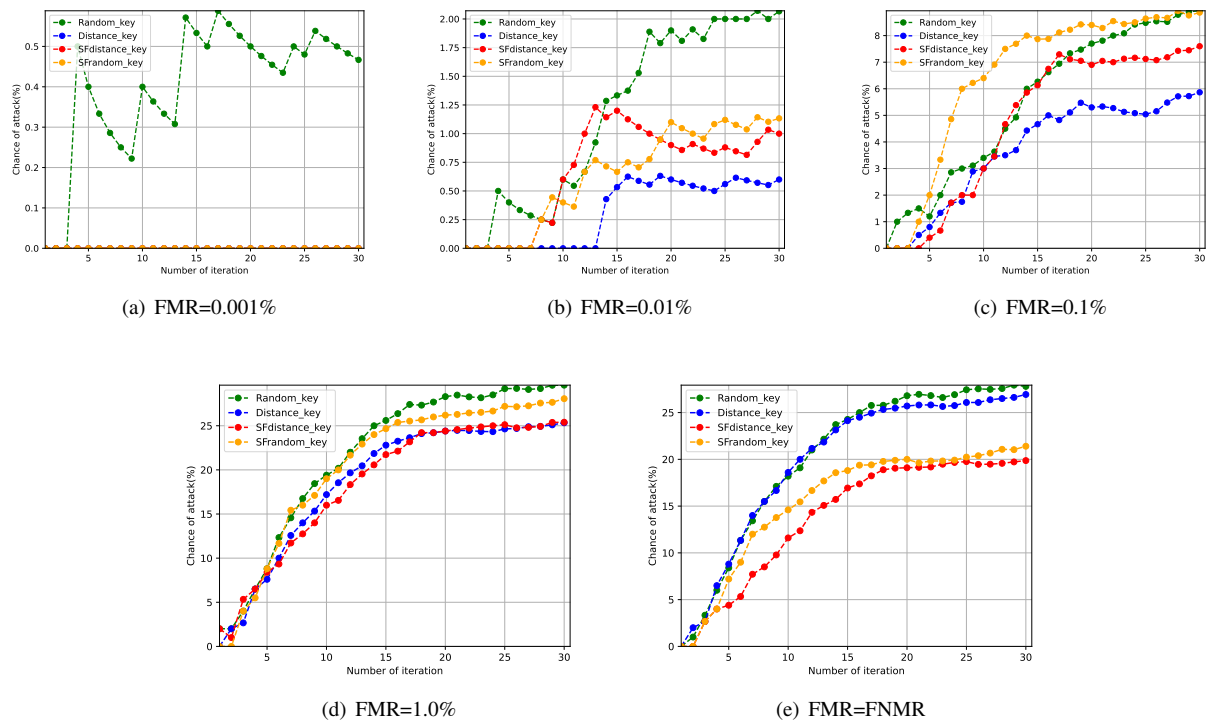 Random_key
Distance_key
SFdistance_key
SFrandom_key
Chance of attack(%)
0.5
0.4
0.3
0.2
0.1
0.0
5 10 15 20 25 30
Number of iteration
(a) FMR=0.001%
Random_key
Distance_key
SFdistance_key
SFrandom_key
Chance of attack(%)
2.00
1.75
1.50
1.25
1.00
0.75
0.50
0.25
0.00
5 10 15 20 25 30
Number of iteration
(b) FMR=0.01%
Random_key
Distance_key
SFdistance_key
SFrandom_key
Chance of attack(%)
8
7
6
5
4
3
2
1
0
5 10 15 20 25 30
Number of iteration
(c) FMR=0.1%
Random_key
Distance_key
SFdistance_key
SFrandom_key
Chance of attack(%)
25
20
15
10
5
0
5 10 15 20 25 30
Number of iteration
(d) FMR=1.0%
Random_key
Distance_key
SFdistance_key
SFrandom_key
Chance of attack(%)
25
20
15
10
5
0
5 10 15 20 25 30
Number of iteration
(e) FMR=FNMR